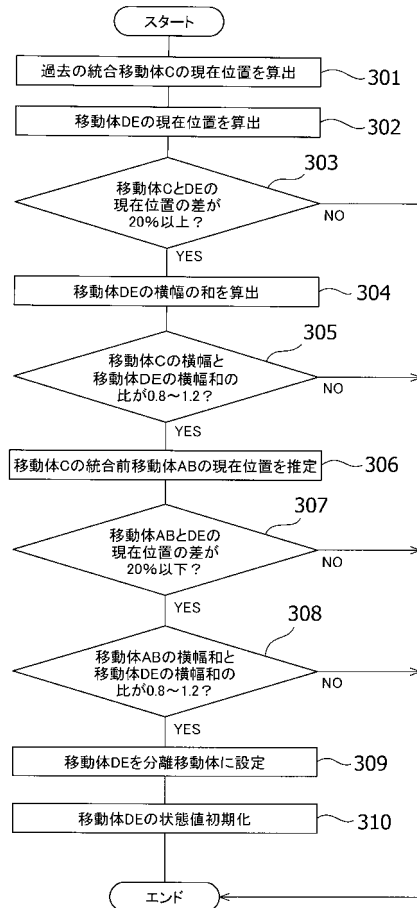 スタート
過去の統合移動体Cの現在位置を算出
301
移動体DEの現在位置を算出
302
303
移動体CとDEの
現在位置の差が
20%以上？
NO
YES
移動体DEの横幅の和を算出
304
305
移動体Cの横幅と
移動体DEの横幅和の
比が0.8～1.2？
NO
YES
移動体Cの統合前移動体ABの現在位置を推定
306
307
移動体ABとDEの
現在位置の差が
20%以下？
NO
YES
308
移動体ABの横幅和と
移動体DEの横幅和の
比が0.8～1.2？
NO
YES
移動体DEを分離移動体に設定
309
移動体DEの状態値初期化
310
エンド